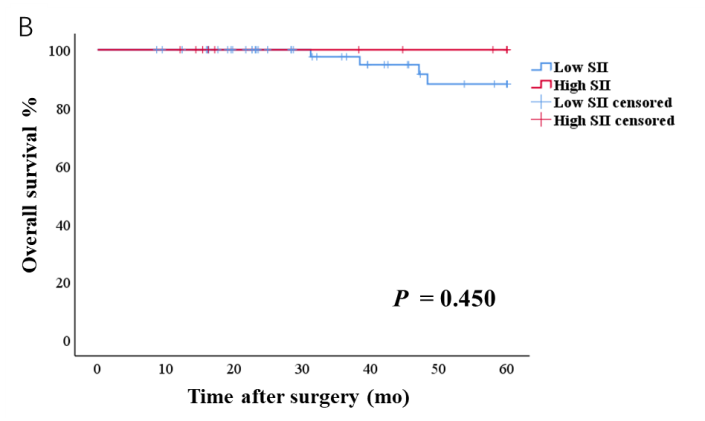 B
Overall survival %
100
80
60
40
20
0
Low SII
High SII
Low SII censored
High SII censored
P = 0.450
0 10 20 30 40 50 60
Time after surgery (mo)